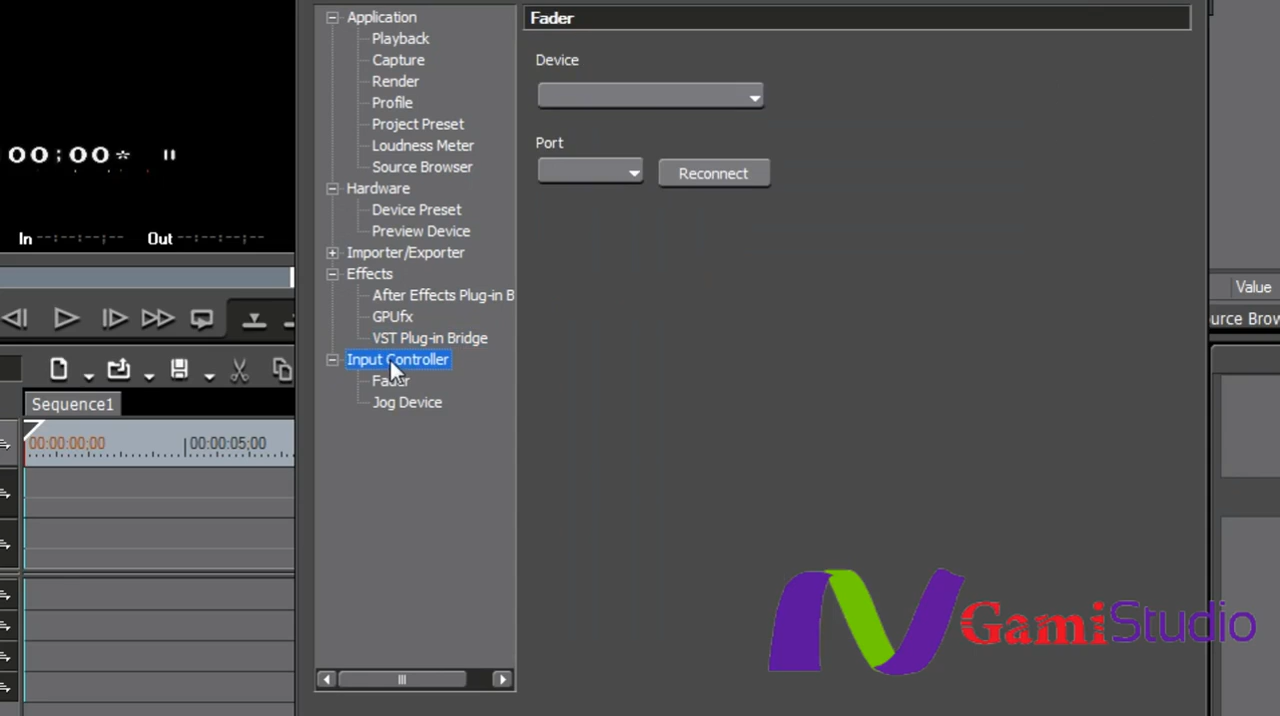 Application
Playback
Capture
Render
Profile
Project Preset
Loudness Meter
Source Browser
Hardware
Device Preset
Preview Device
Importer/Exporter
Effects
After Effects Plug-in B
GPUfx
VST Plug-in Bridge
Input Controller
Fader
Jog Device
Fader
Device
Port
Reconnect
00:00*
In --:--:--;-- Out --:--:--;--
Sequence1
00:00:00;00 00:00:05;00
Value
ource Brow
GamiStudio